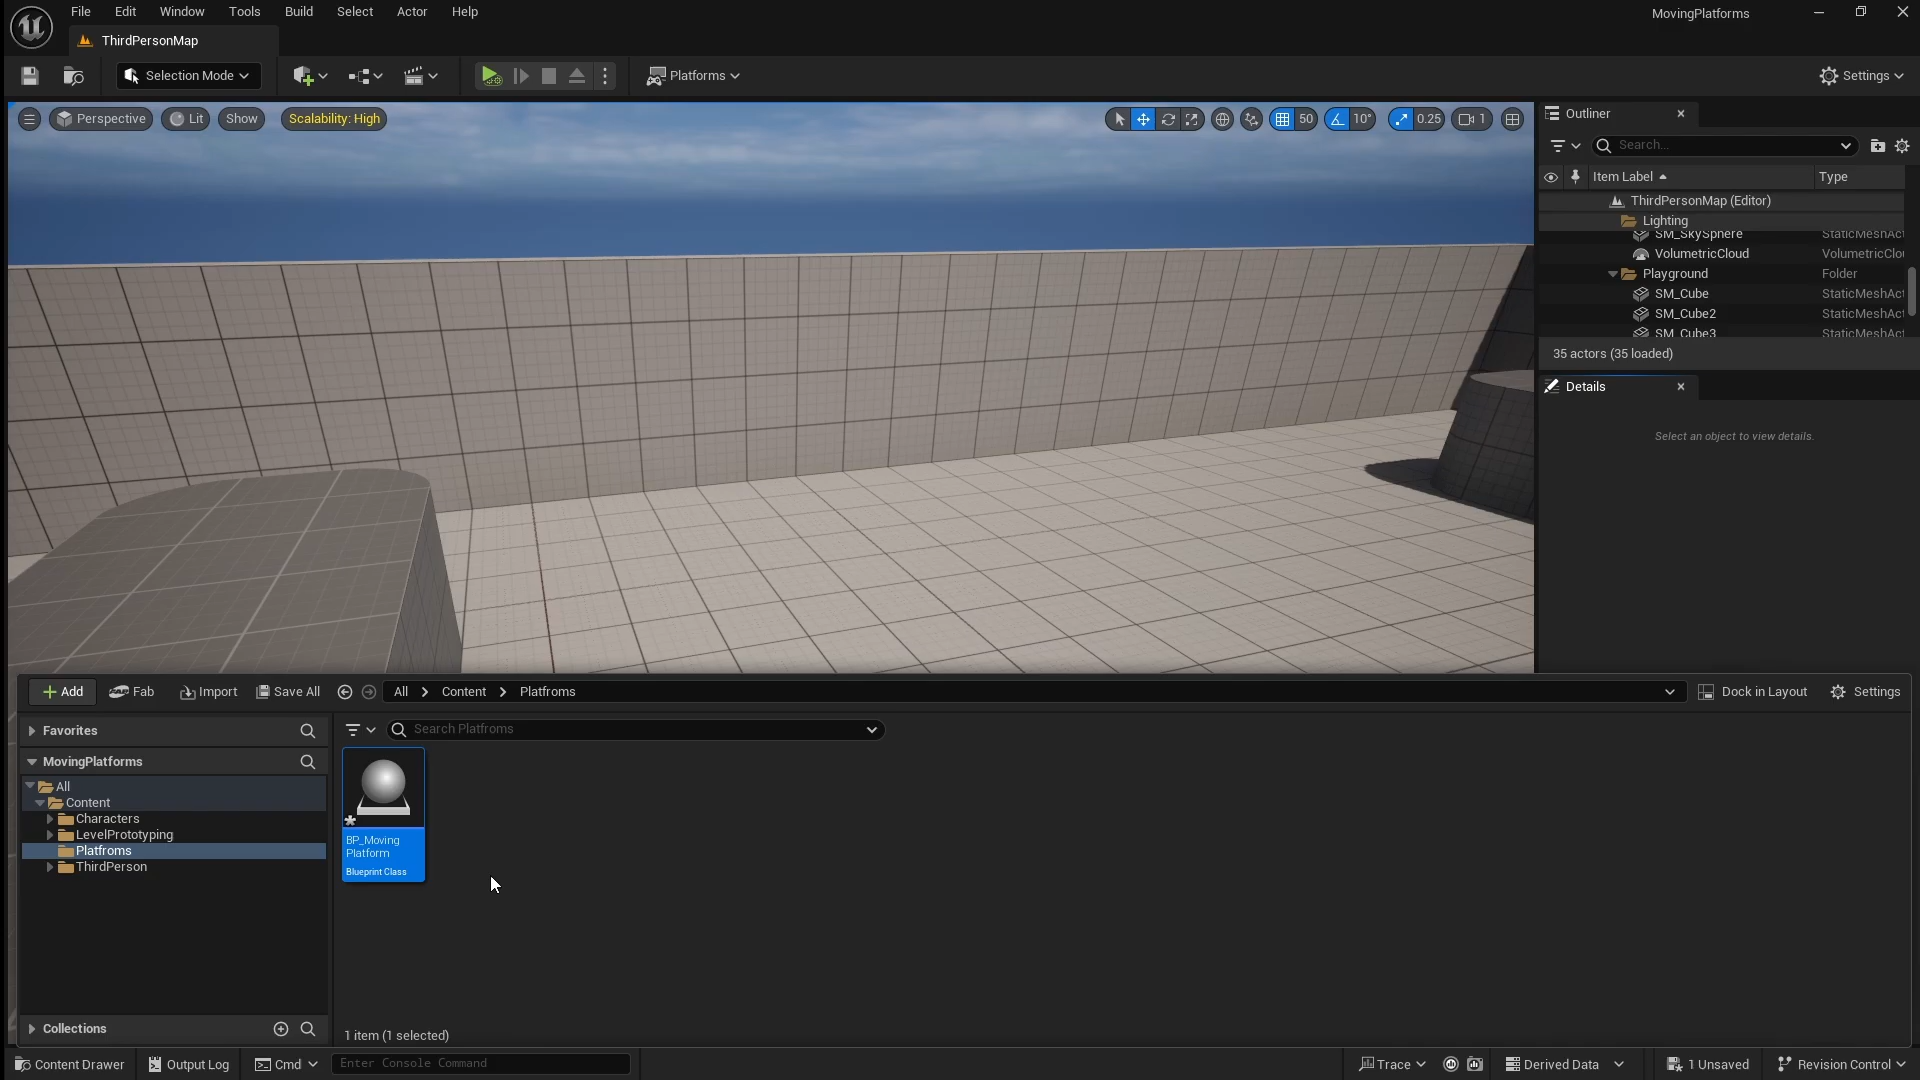 File Edit Window Tools Build Select Actor Help
MovingPlatforms
ThirdPersonMap
Selection Mode
Platforms
Settings
Perspective Lit Show Scalability: High
50 10° 0.25 1
Outliner
Search...
Item Label Type
ThirdPersonMap (Editor)
Lighting
SM_SkySphere StaticMeshAct
VolumetricCloud VolumetricClou
Playground Folder
SM_Cube StaticMeshAct
SM_Cube2 StaticMeshAct
SM_Cube3 StaticMeshAct
35 actors (35 loaded)
Details
Select an object to view details.
Add Fab Import Save All All Content Platfroms Dock in Layout Settings
Favorites
Search Platfroms
MovingPlatforms
All
Content
Characters
LevelPrototyping
Platfroms
ThirdPerson
BP_Moving
Platform
Blueprint Class
Collections
1 item (1 selected)
Content Drawer Output Log Cmd Enter Console Command Trace Derived Data 1 Unsaved Revision Control